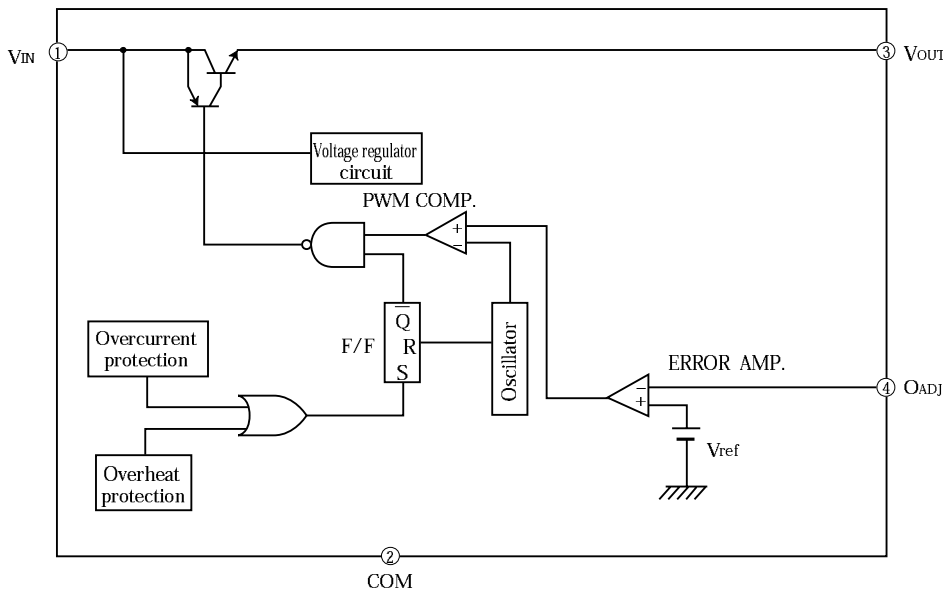 VIN
1
3
VOUT
Voltage regulator
circuit
PWM COMP.
+
−
Q
F/F
R
S
Oscillator
Overcurrent
protection
ERROR AMP.
−
+
4
OADJ
Vref
Overheat
protection
2
COM